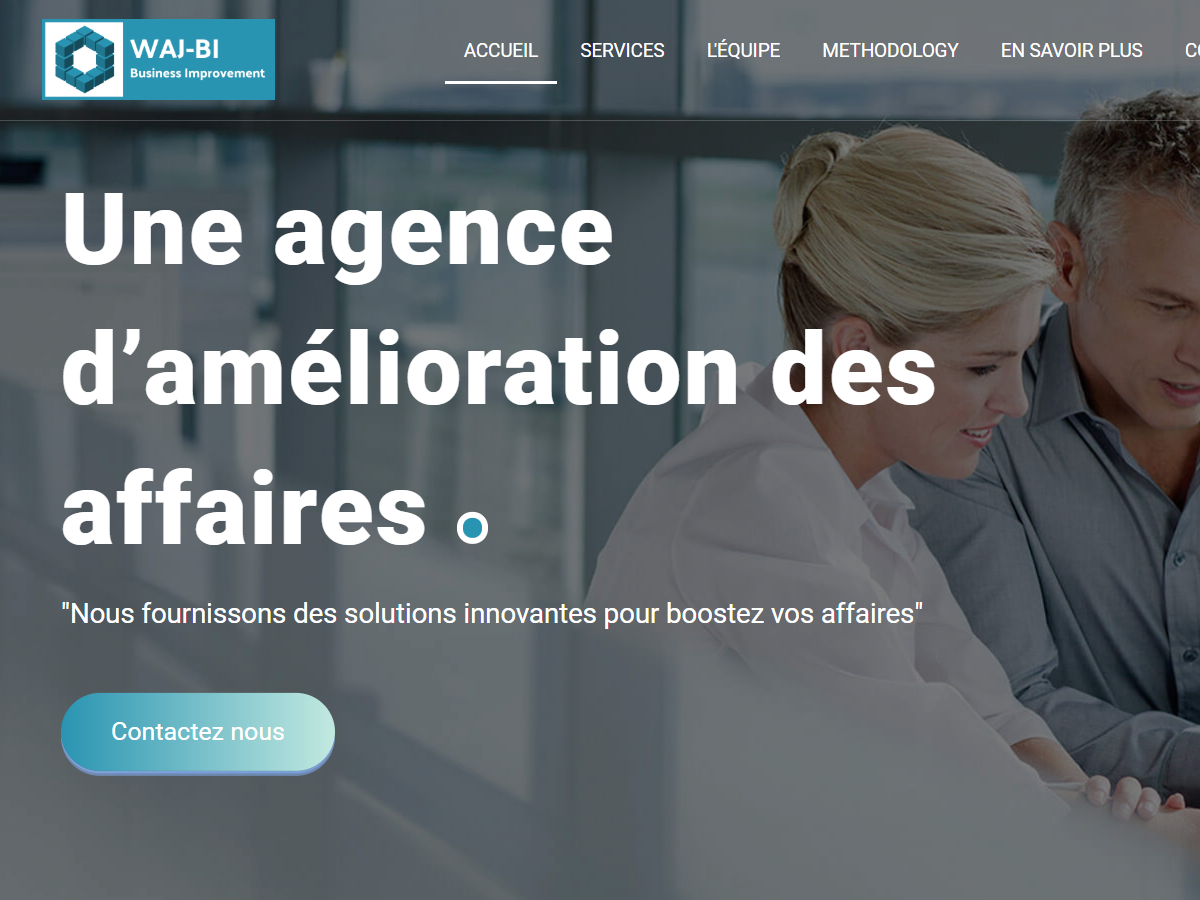 WAJ-BI
Business Improvement
ACCUEIL SERVICES L'ÉQUIPE METHODOLOGY EN SAVOIR PLUS
Une agence
d’amélioration des
affaires
"Nous fournissons des solutions innovantes pour boostez vos affaires"
Contactez nous